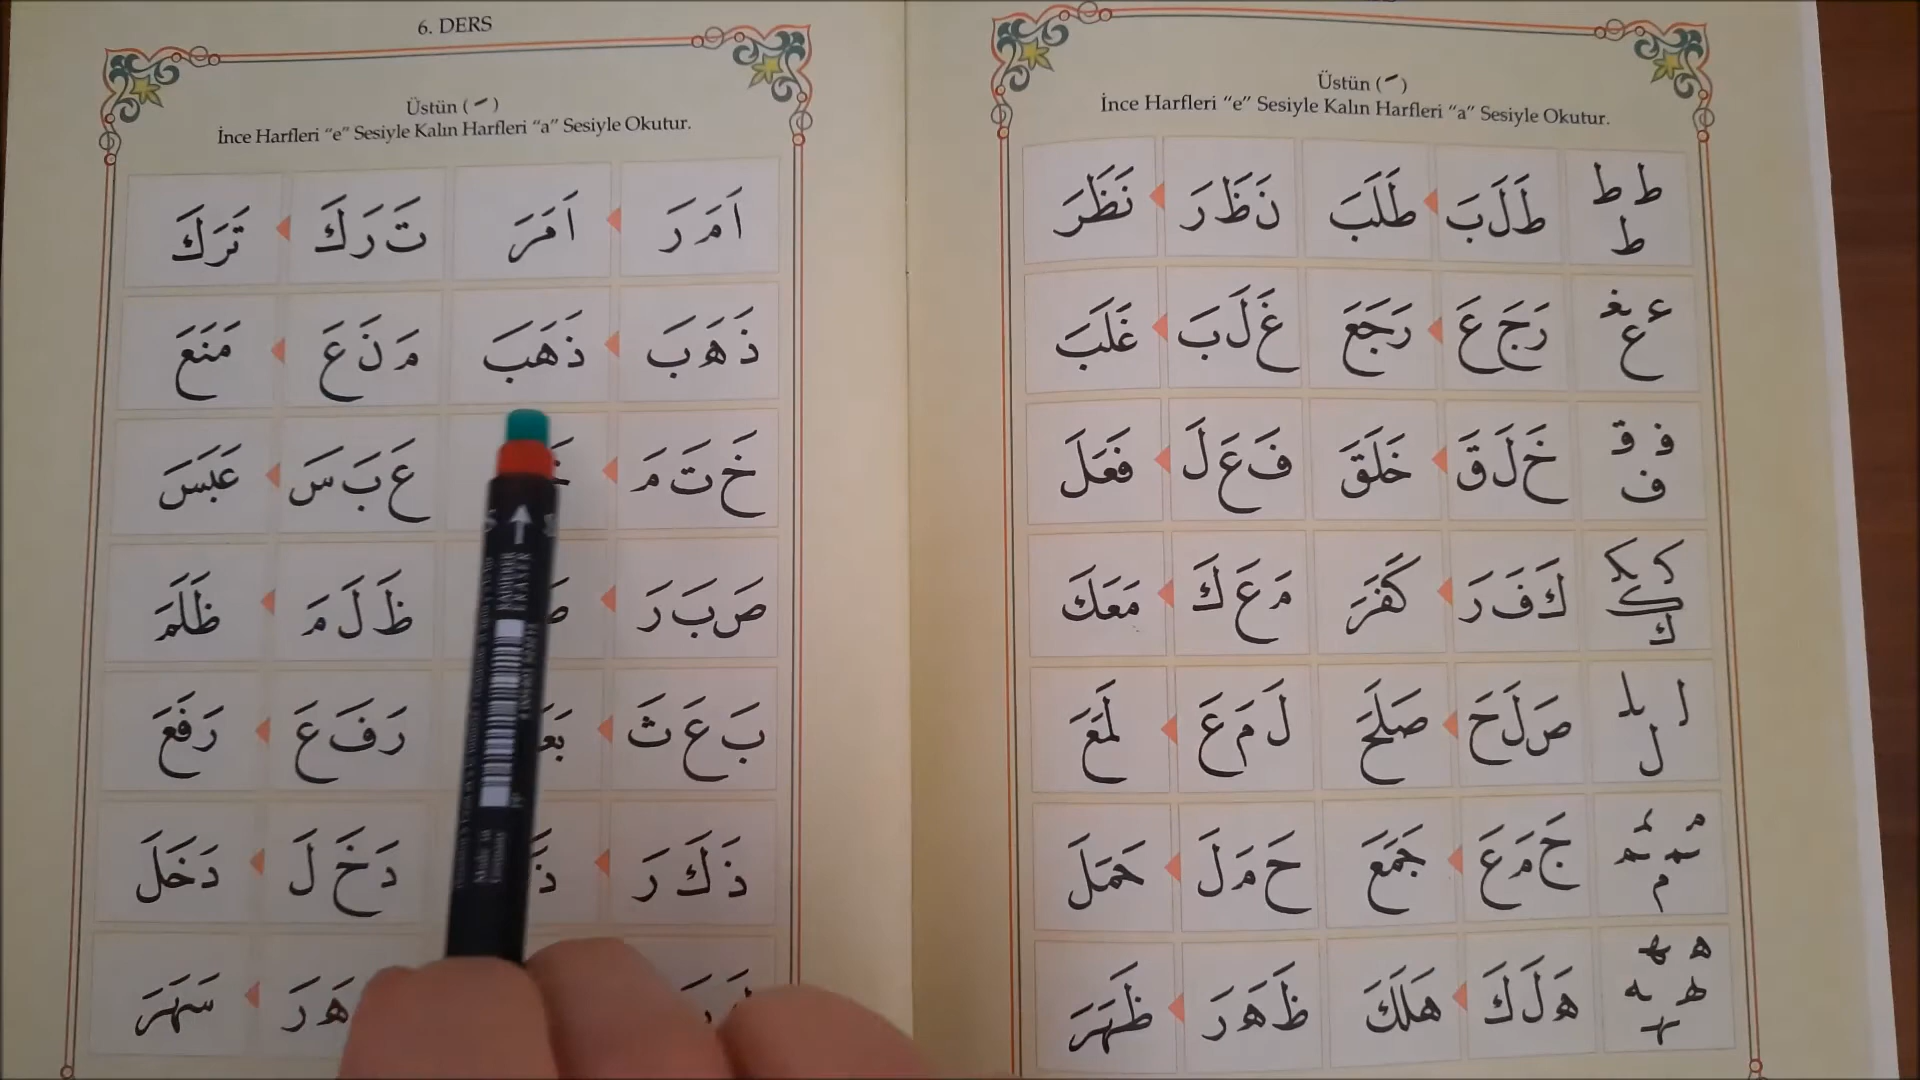 6. DERS
Üstün ( َ )
İnce Harfleri “e” Sesiyle Kalın Harfleri “a” Sesiyle Okutur.
اَ مَ رَ اَمَرَ تَ رَ كَ تَرَكَ
ذَ هَ بَ ذَهَبَ مَ نَ عَ مَنَعَ
خَ تَ مَ عَ بَ سَ عَبَسَ
صَ بَ رَ ظَ لَ مَ ظَلَمَ
بَ عَ ثَ رَ فَ عَ رَفَعَ
ذَ كَ رَ دَ خَ لَ دَخَلَ
هَ رَ سَهَرَ
Üstün ( َ )
İnce Harfleri “e” Sesiyle Kalın Harfleri “a” Sesiyle Okutur.
ط ط طَ لَ بَ طَلَبَ نَ ظَ رَ نَظَرَ
ط
ع غ رَ جَ عَ رَجَعَ غَ لَ بَ غَلَبَ
ع
ف ق خَ لَ قَ خَلَقَ فَ عَ لَ فَعَلَ
ف
ك ك كَ فَ رَ كَفَرَ مَ عَ كَ مَعَكَ
ك
ك
ل ل صَ لَ حَ صَلَحَ لَ مَ عَ لَمَعَ
ل
م م جَ مَ عَ جَمَعَ حَ مَ لَ حَمَلَ
م م
م
ه ه هَ لَ كَ هَلَكَ ظَ هَ رَ ظَهَرَ
ه ه
ه